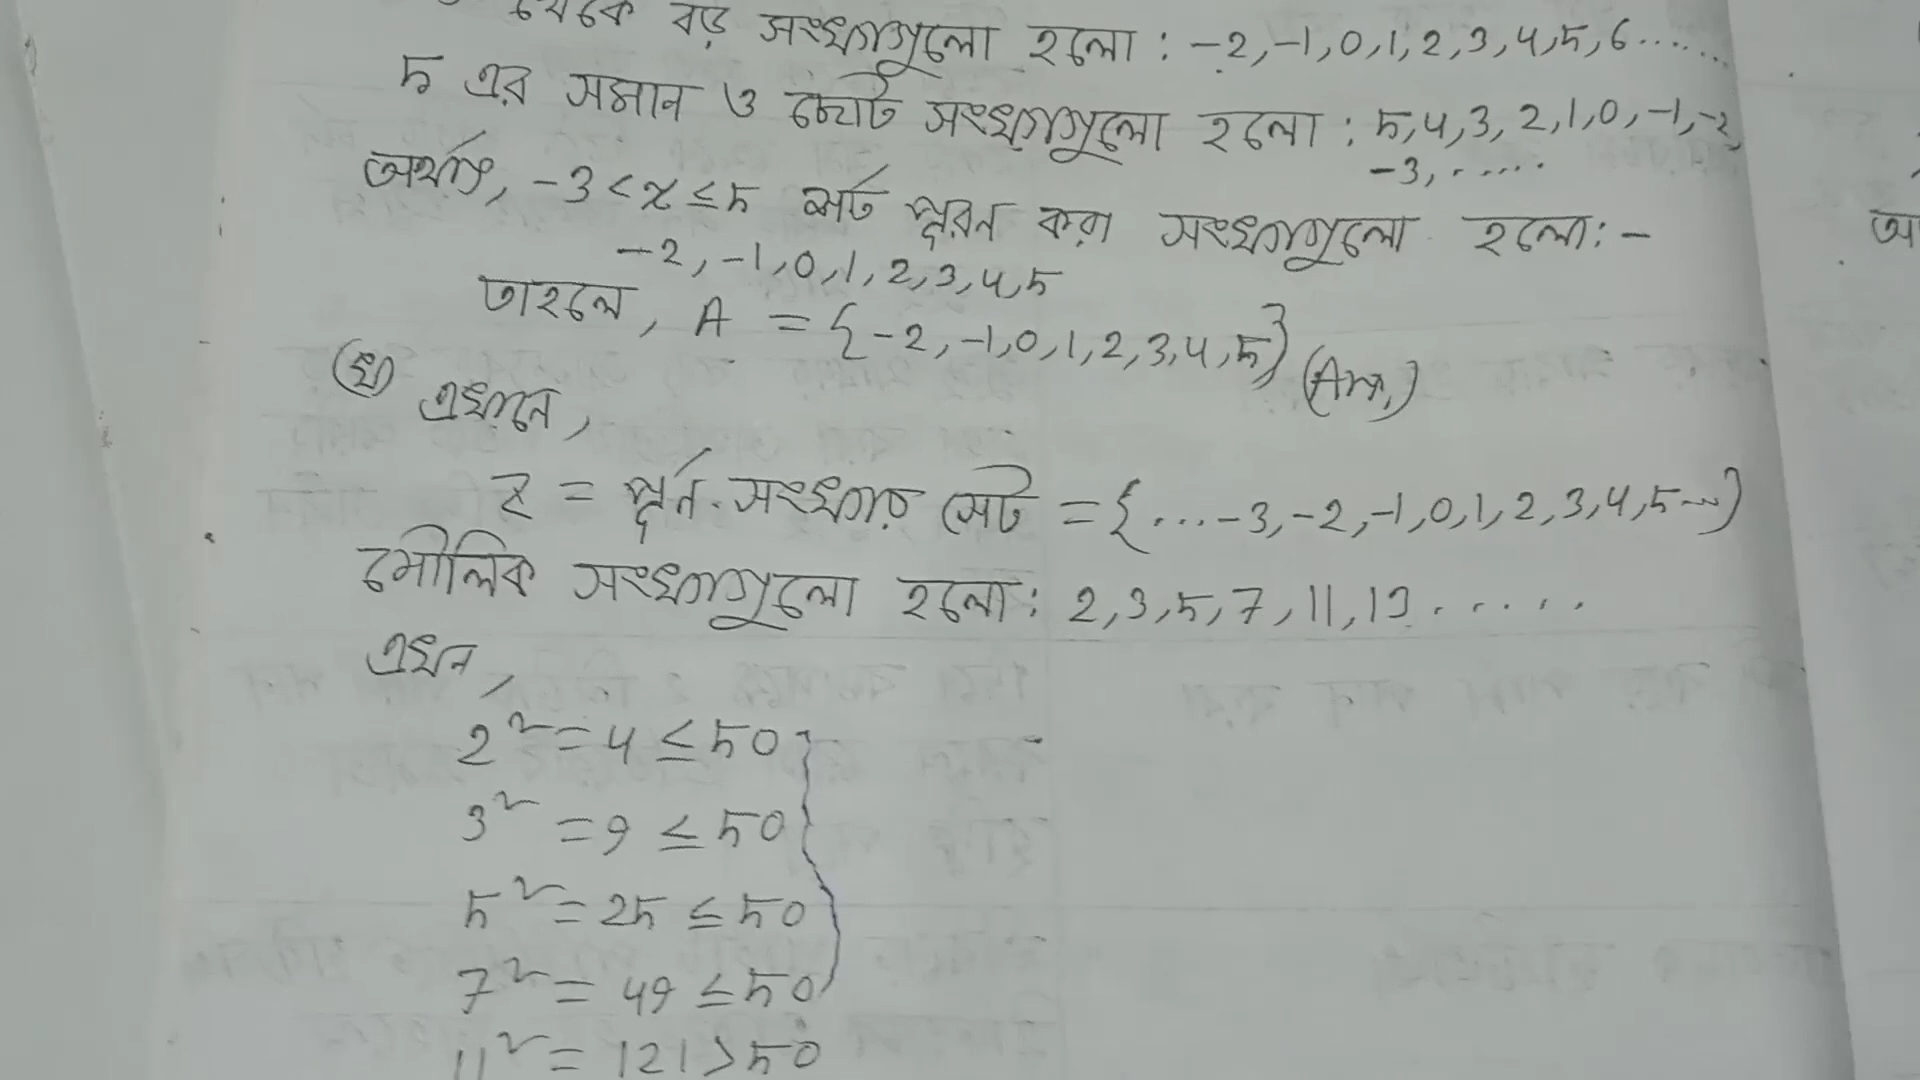 থেকে বড় সংখ্যাগুলো হলো: -2, -1, 0, 1, 2, 3, 4, 5, 6......
5 এর সমান ও ছোট সংখ্যাগুলো হলো: 5, 4, 3, 2, 1, 0, -1, -2,
-3, .....
অর্থাৎ, -3 < x ≤ 5 শর্ত পূরন করা সংখ্যাগুলো হলো:-
-2, -1, 0, 1, 2, 3, 4, 5
তাহলে, A = {-2, -1, 0, 1, 2, 3, 4, 5} (Ans.)
(খ) এখানে,
Z = পূর্ন সংখ্যার সেট = {... -3, -2, -1, 0, 1, 2, 3, 4, 5 ...}
মৌলিক সংখ্যাগুলো হলো: 2, 3, 5, 7, 11, 13......
এখন,
2² = 4 ≤ 50
3² = 9 ≤ 50
5² = 25 ≤ 50
7² = 49 ≤ 50
11² = 121 > 50